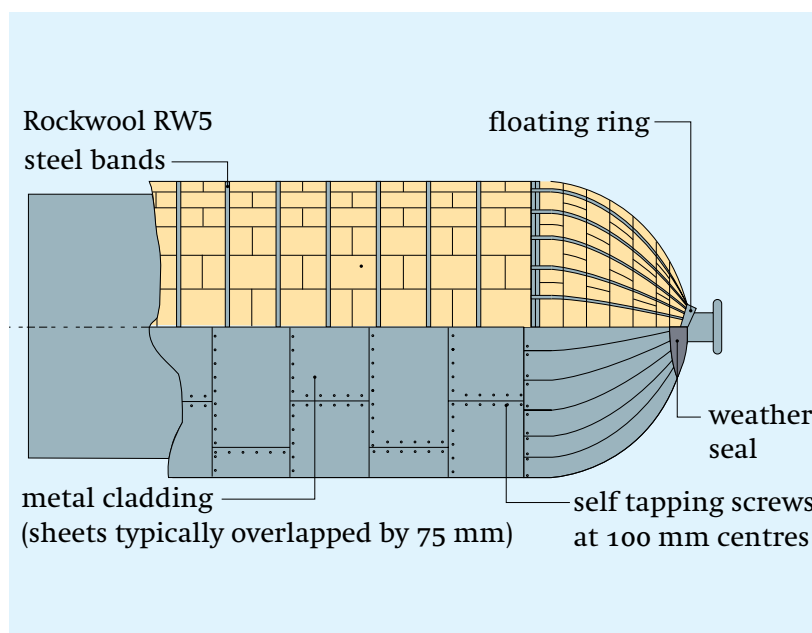 Rockwool RW5
steel bands
floating ring
weather
seal
metal cladding
(sheets typically overlapped by 75 mm)
self tapping screws
at 100 mm centres